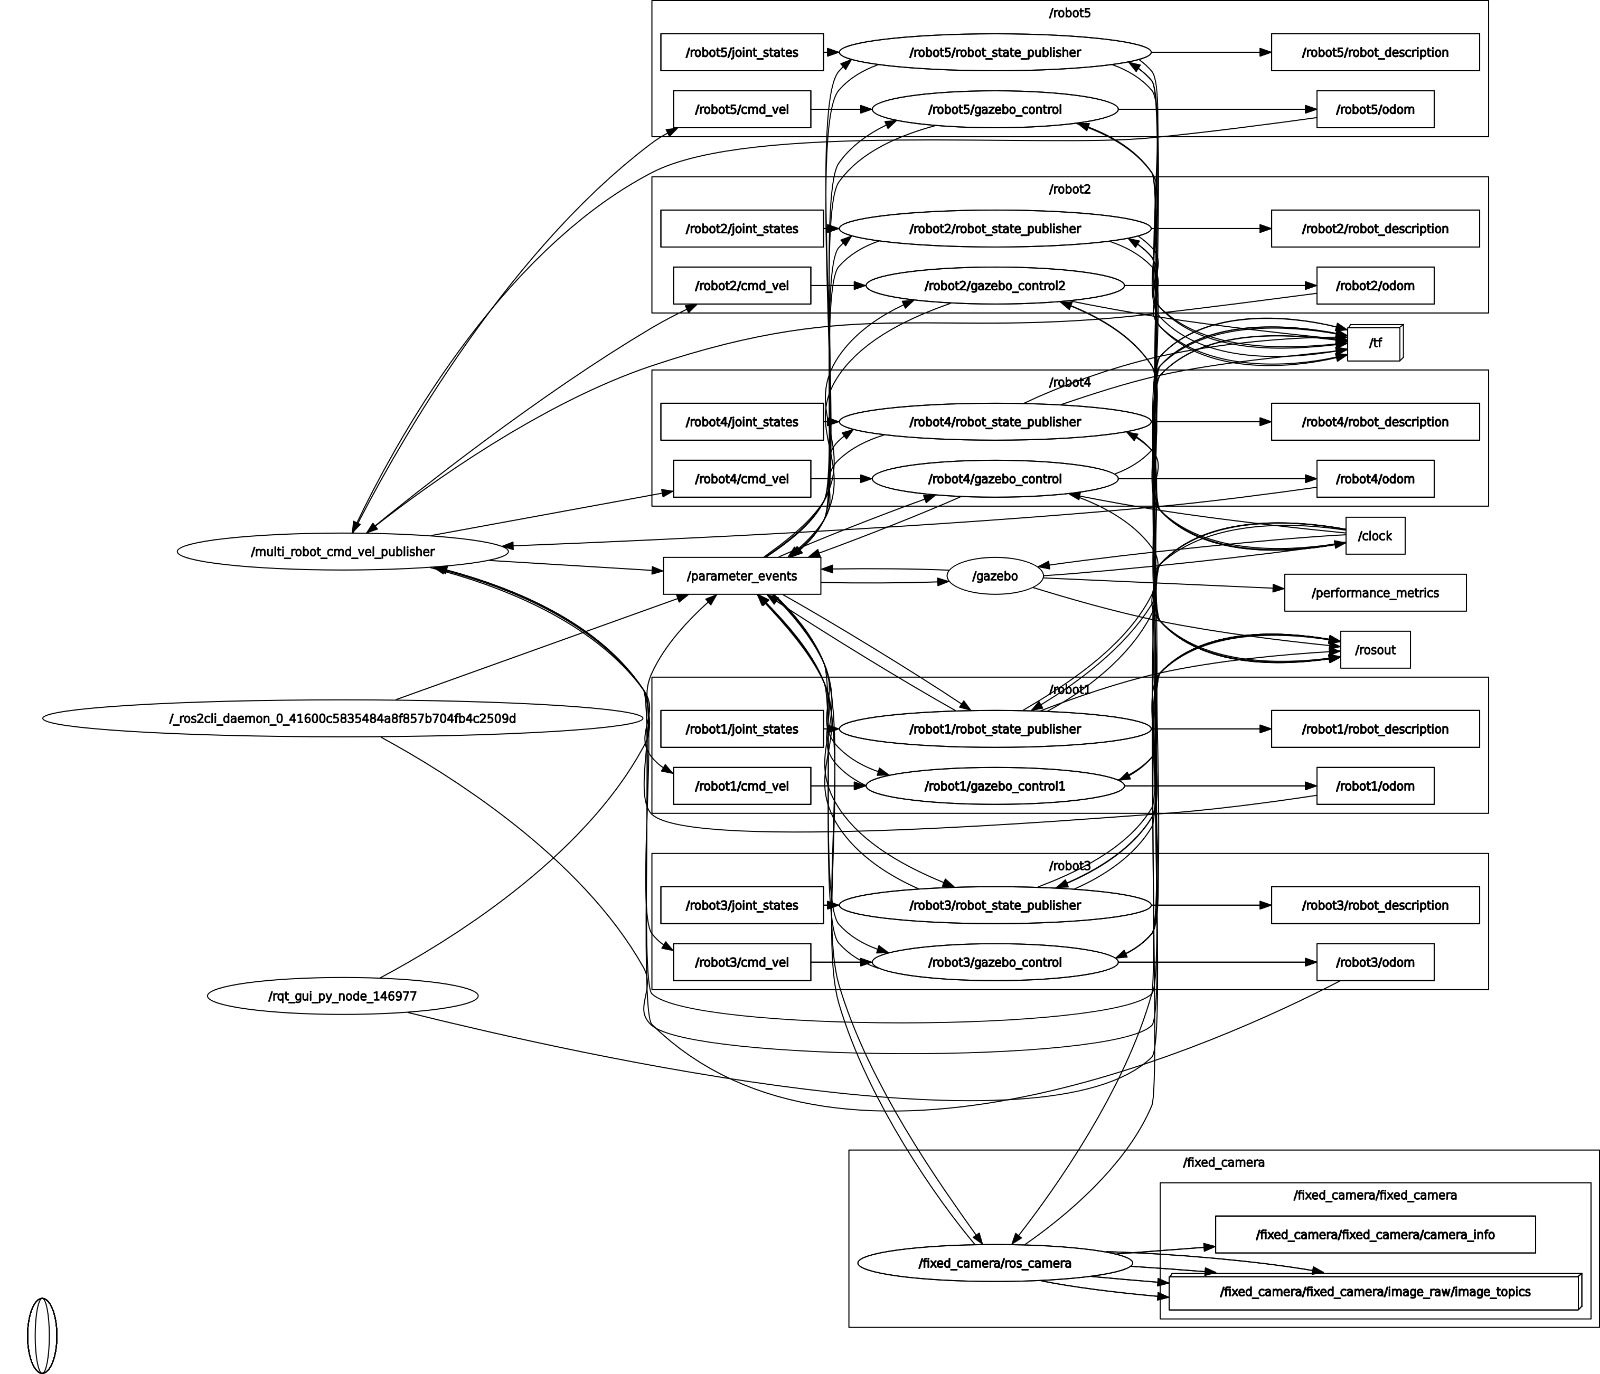 /robot5
/robot5/joint_states
/robot5/robot_state_publisher
/robot5/robot_description
/robot5/cmd_vel
/robot5/gazebo_control
/robot5/odom
/robot2
/robot2/joint_states
/robot2/robot_state_publisher
/robot2/robot_description
/robot2/cmd_vel
/robot2/gazebo_control2
/robot2/odom
/tf
/robot4
/robot4/joint_states
/robot4/robot_state_publisher
/robot4/robot_description
/robot4/cmd_vel
/robot4/gazebo_control
/robot4/odom
/clock
/multi_robot_cmd_vel_publisher
/parameter_events
/gazebo
/performance_metrics
/rosout
/robot1
/_ros2cli_daemon_0_41600c5835484a8f857b704fb4c2509d
/robot1/joint_states
/robot1/robot_state_publisher
/robot1/robot_description
/robot1/cmd_vel
/robot1/gazebo_control1
/robot1/odom
/robot3
/robot3/joint_states
/robot3/robot_state_publisher
/robot3/robot_description
/robot3/cmd_vel
/robot3/gazebo_control
/robot3/odom
/rqt_gui_py_node_146977
/fixed_camera
/fixed_camera/fixed_camera
/fixed_camera/fixed_camera/camera_info
/fixed_camera/ros_camera
/fixed_camera/fixed_camera/image_raw/image_topics